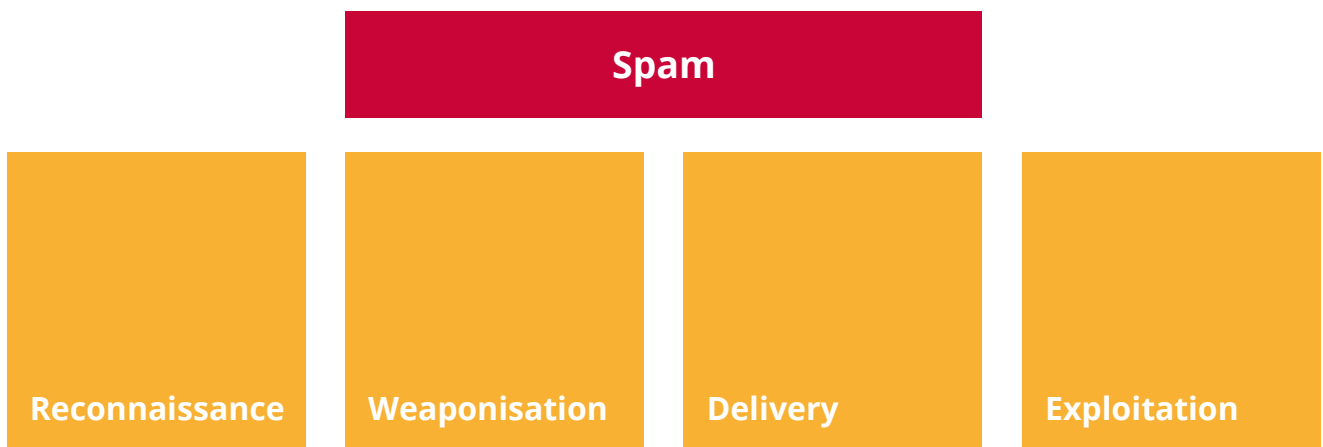 Spam
Reconnaissance
Weaponisation
Delivery
Exploitation